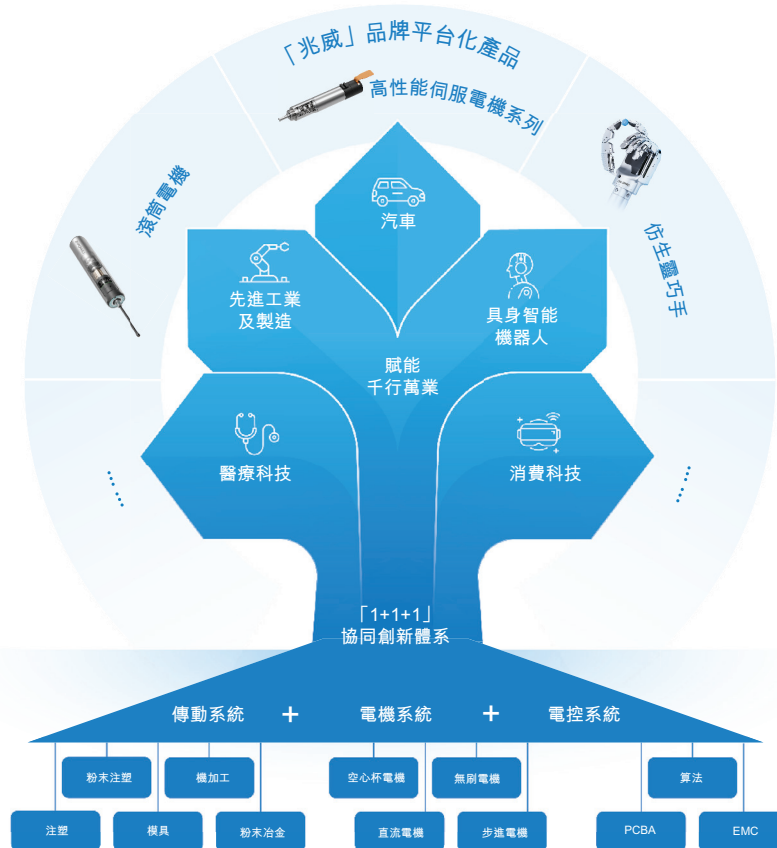 「兆威」品牌平台化產品
高性能伺服電機系列
滾筒電機
仿生靈巧手
汽車
先進工業
及製造
具身智能
機器人
賦能
千行萬業
醫療科技
消費科技
......
......
「1+1+1」
協同創新體系
傳動系統 + 電機系統 + 電控系統
粉末注塑
機加工
空心杯電機
無刷電機
算法
注塑
模具
粉末冶金
直流電機
步進電機
PCBA
EMC